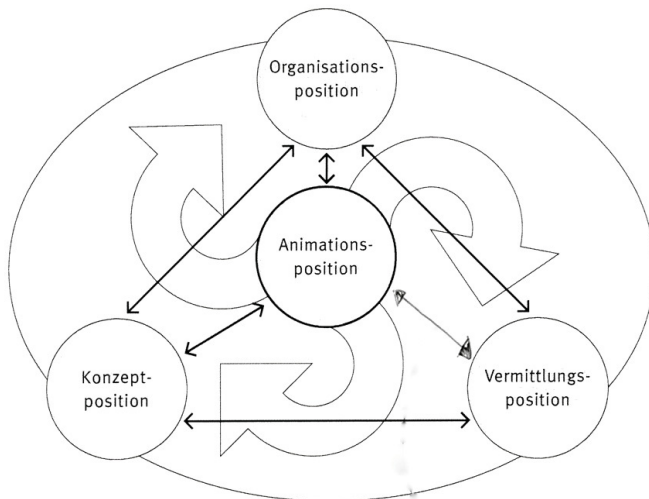 Organisations-
position
Animations-
position
Konzept-
position
Vermittlungs-
position